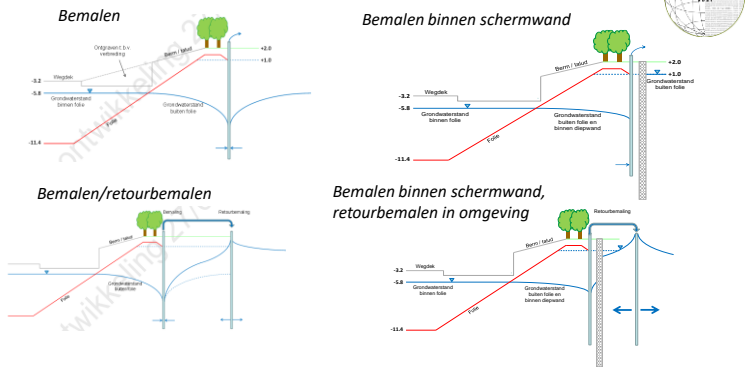 Bemalen
Ontgraven t.b.v.
verbreding
Berm / talud
+2.0
+1.0
-3.2
Wegdek
-5.8
Grondwaterstand
binnen folie
Grondwaterstand
buiten folie
Folie
-11.4
ontwikkeling 27/
Bemalen binnen schermwand
Berm / talud
+2.0
+1.0
Grondwaterstand
buiten folie
-3.2
Wegdek
-5.8
Grondwaterstand
binnen folie
Grondwaterstand
buiten folie en
binnen diepwand
Folie
-11.4
Bemalen/retourbemalen
Bemaling
Retourbemaling
Berm / talud
Grondwaterstand
buiten folie
Folie
twikkeling 27/
Bemalen binnen schermwand,
retourbemalen in omgeving
Retourbemaling
Berm / talud
-3.2
Wegdek
-5.8
Grondwaterstand
binnen folie
Grondwaterstand
buiten folie en
binnen diepwand
Folie
-11.4